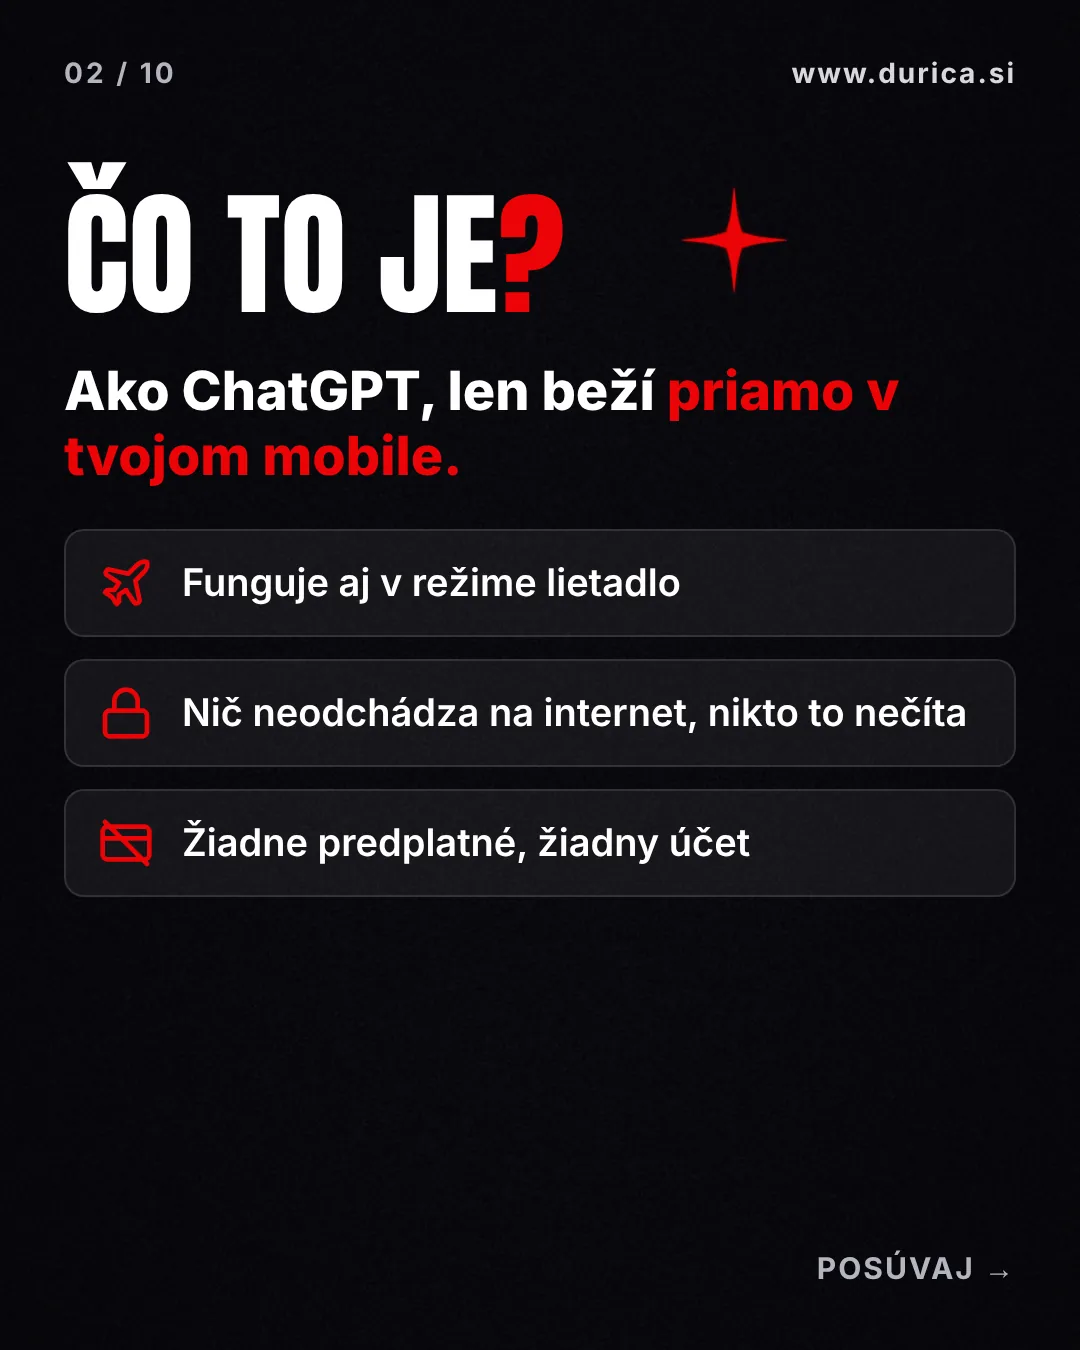 02 / 10
www.durica.si
ČO TO JE?
Ako ChatGPT, len beží priamo v
tvojom mobile.
Funguje aj v režime lietadlo
Nič neodchádza na internet, nikto to nečíta
Žiadne predplatné, žiadny účet
POSÚVAJ →